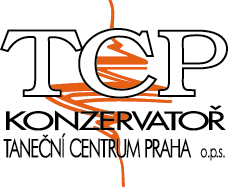 TCP
KONZERVATOŘ
TANEČNÍ CENTRUM PRAHA o.p.s.